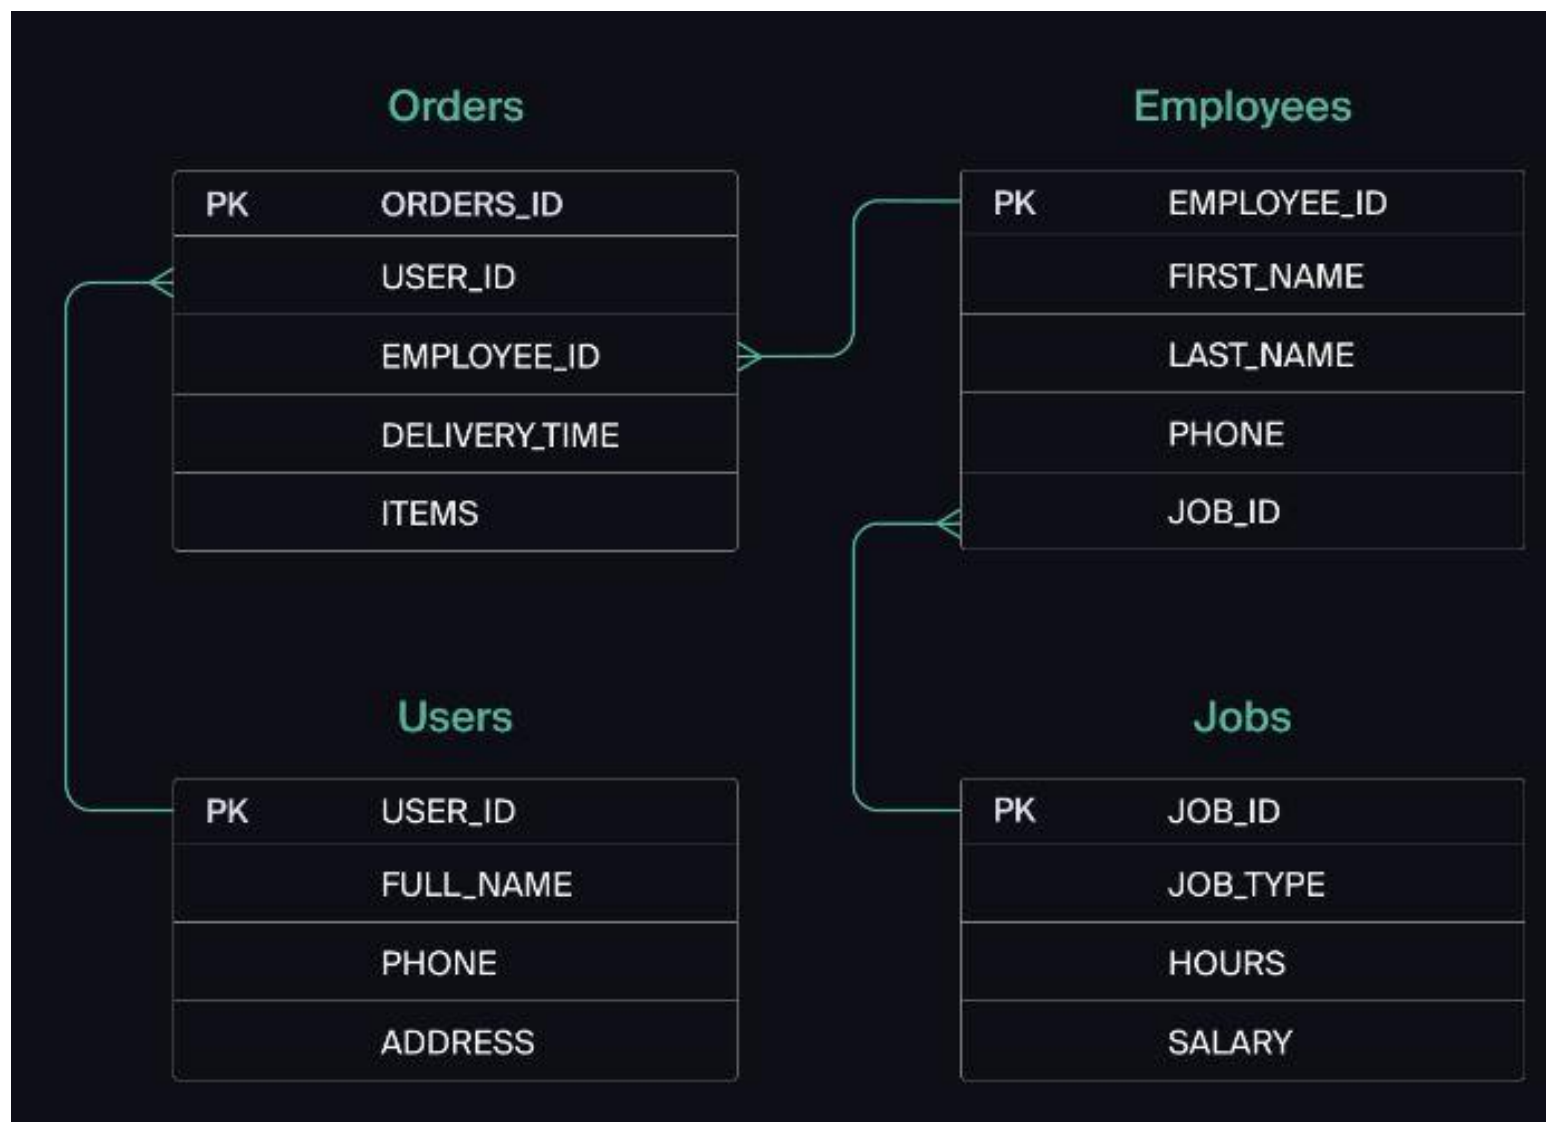 Orders
PK ORDERS_ID
USER_ID
EMPLOYEE_ID
DELIVERY_TIME
ITEMS
Employees
PK EMPLOYEE_ID
FIRST_NAME
LAST_NAME
PHONE
JOB_ID
Users
PK USER_ID
FULL_NAME
PHONE
ADDRESS
Jobs
PK JOB_ID
JOB_TYPE
HOURS
SALARY